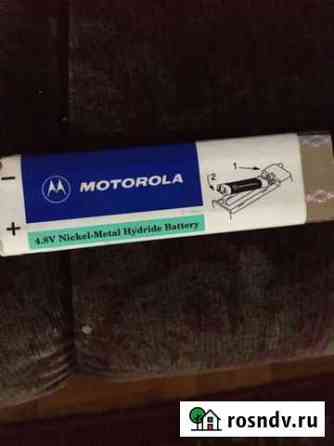 −
MOTOROLA
1
2
+
4.8V Nickel-Metal Hydride Battery
rosndv.ru